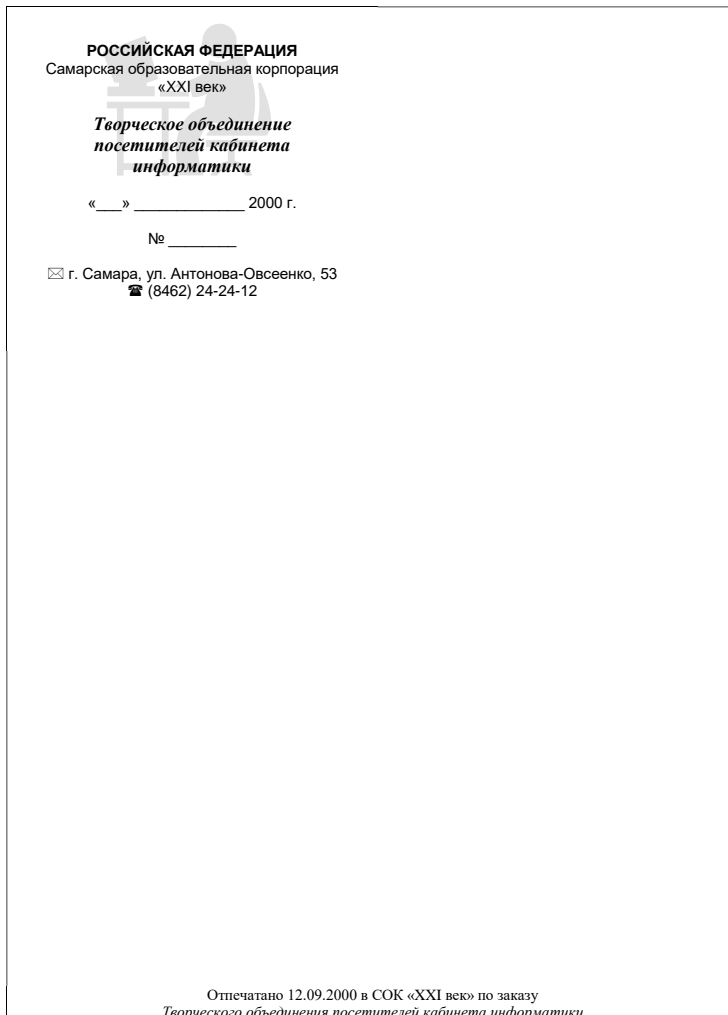 РОССИЙСКАЯ ФЕДЕРАЦИЯ
Самарская образовательная корпорация
«XXI век»
Творческое объединение
посетителей кабинета
информатики
«___» _____________ 2000 г.
№ ________
✉ г. Самара, ул. Антонова-Овсеенко, 53
☎ (8462) 24-24-12
Отпечатано 12.09.2000 в СОК «XXI век» по заказу
Творческого объединения посетителей кабинета информатики